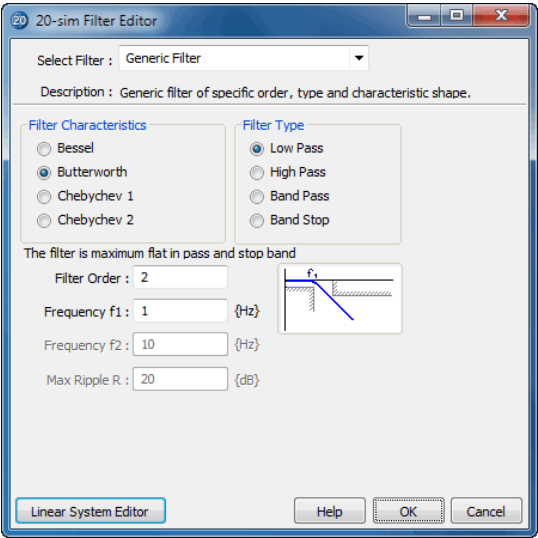 20 20-sim Filter Editor
Select Filter : Generic Filter
Description : Generic filter of specific order, type and characteristic shape.
Filter Characteristics Filter Type
Bessel Low Pass
Butterworth High Pass
Chebychev 1 Band Pass
Chebychev 2 Band Stop
The filter is maximum flat in pass and stop band
Filter Order : 2 f1
Frequency f1 : 1 {Hz}
Frequency f2 : 10 {Hz}
Max Ripple R : 20 {dB}
Linear System Editor Help OK Cancel